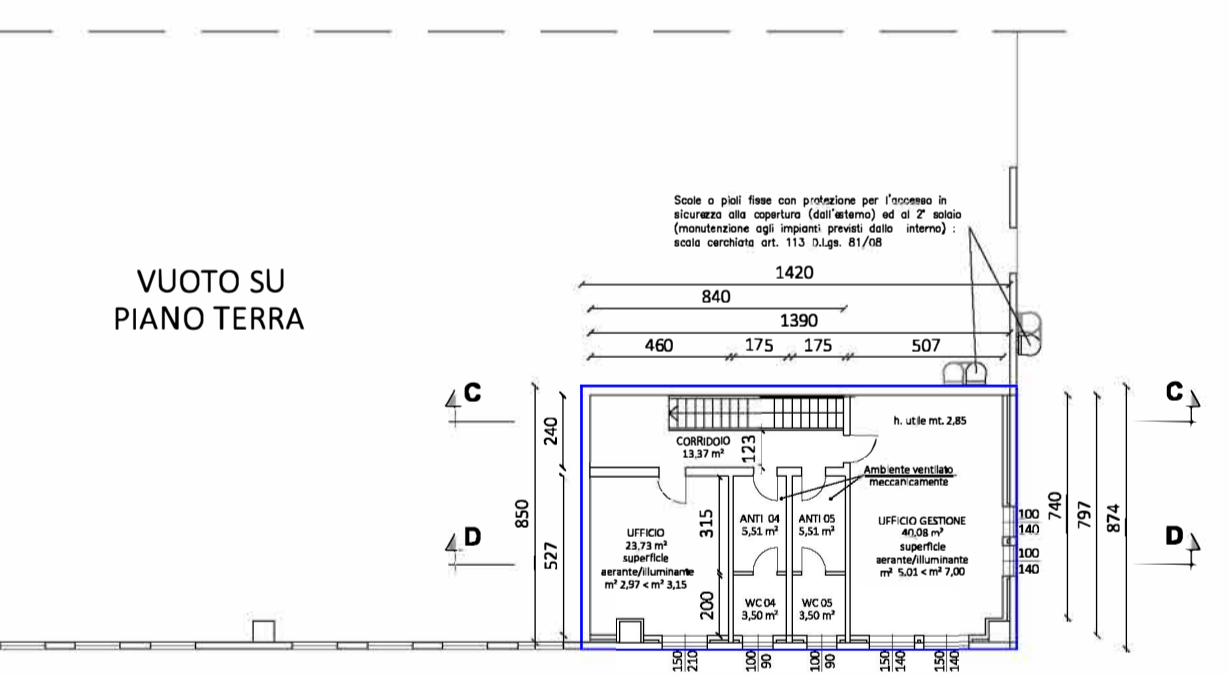 Scale a pioli fisse con protezione per l'accesso in
sicurezza alla copertura (dall'esterno) ed al 2° solaio
(manutenzione agli impianti previsti dallo interno) :
scala cerchiata art. 113 D.Lgs. 81/08
VUOTO SU
PIANO TERRA
1420
840
1390
460
175
175
507
C
C
240
CORRIDOIO
13,37 m²
123
h. utile mt. 2,85
Ambiente ventilato
meccanicamente
850
527
D
D
UFFICIO
23,73 m²
superficie
aerante/illuminante
m² 2,97 < m² 3,15
315
200
ANTI 04
5,51 m²
ANTI 05
5,51 m²
WC 04
3,50 m²
WC 05
3,50 m²
UFFICIO GESTIONE
40,08 m²
superficie
aerante/illuminante
m² 5,01 < m² 7,00
100
140
100
140
740
797
874
150
210
100
90
100
90
150
140
150
140